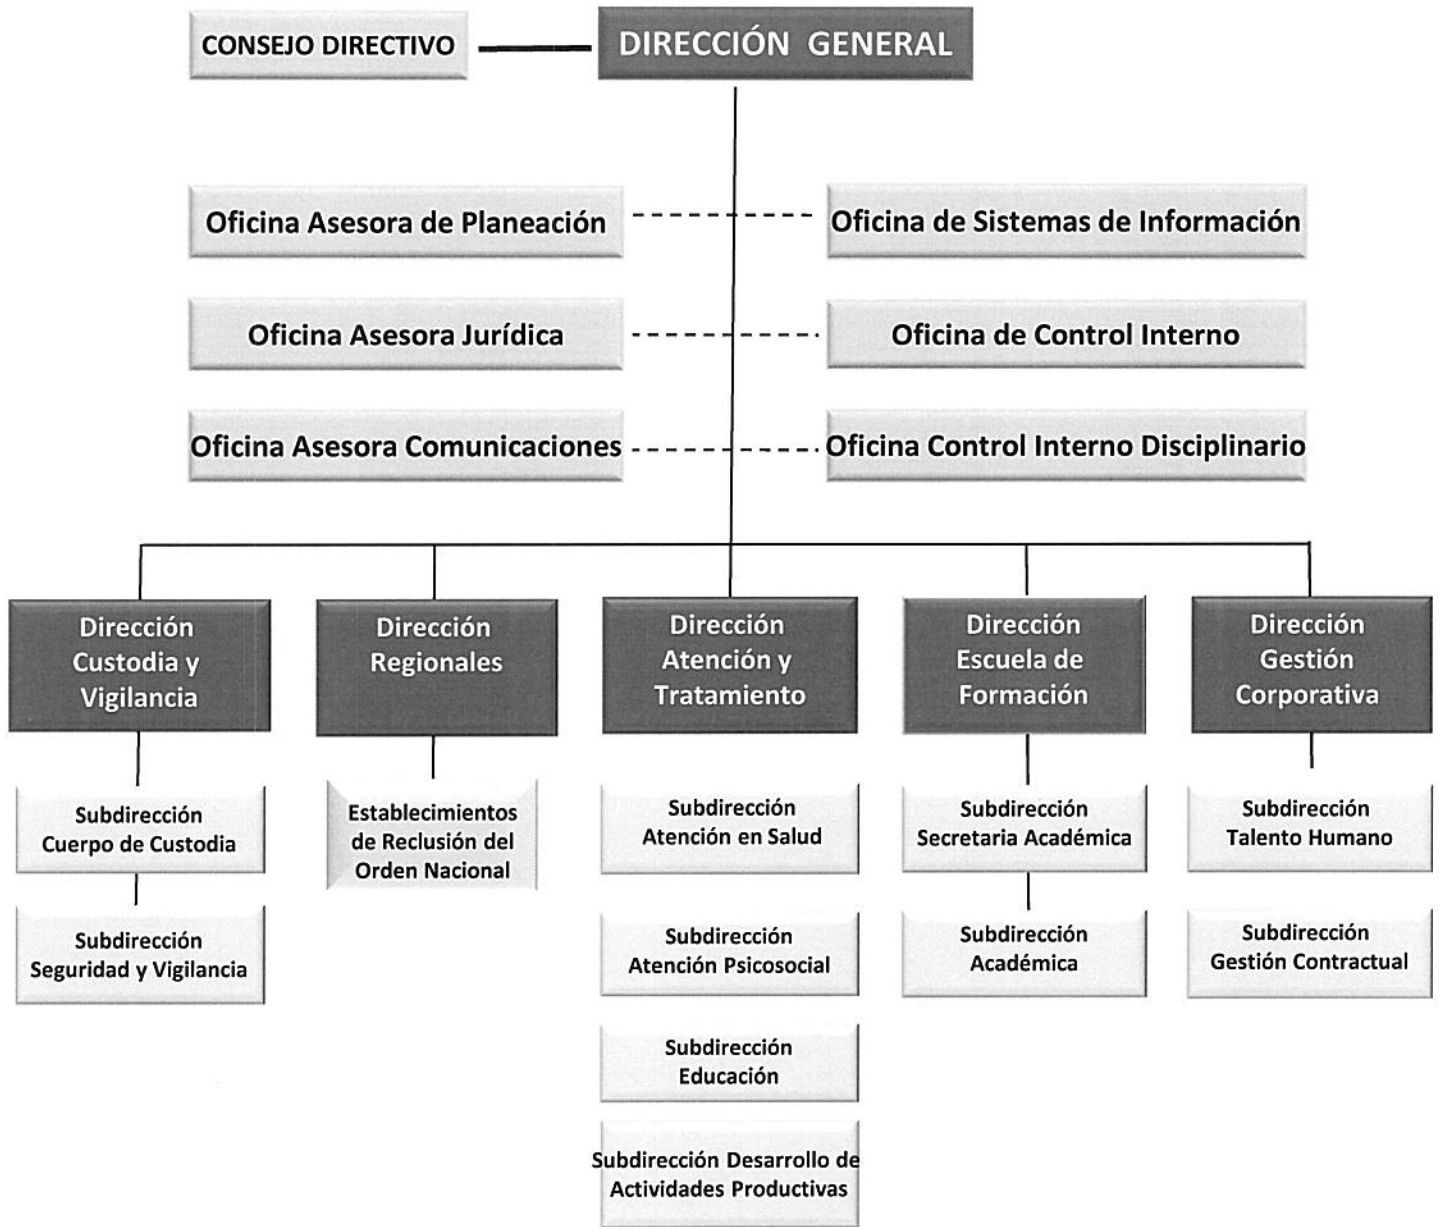 CONSEJO DIRECTIVO
DIRECCIÓN GENERAL
Oficina Asesora de Planeación
Oficina de Sistemas de Información
Oficina Asesora Jurídica
Oficina de Control Interno
Oficina Asesora Comunicaciones
Oficina Control Interno Disciplinario
Dirección
Custodia y
Vigilancia
Dirección
Regionales
Dirección
Atención y
Tratamiento
Dirección
Escuela de
Formación
Dirección
Gestión
Corporativa
Subdirección
Cuerpo de Custodia
Establecimientos
de Reclusión del
Orden Nacional
Subdirección
Atención en Salud
Subdirección
Secretaria Académica
Subdirección
Talento Humano
Subdirección
Seguridad y Vigilancia
Subdirección
Atención Psicosocial
Subdirección
Académica
Subdirección
Gestión Contractual
Subdirección
Educación
Subdirección Desarrollo de
Actividades Productivas